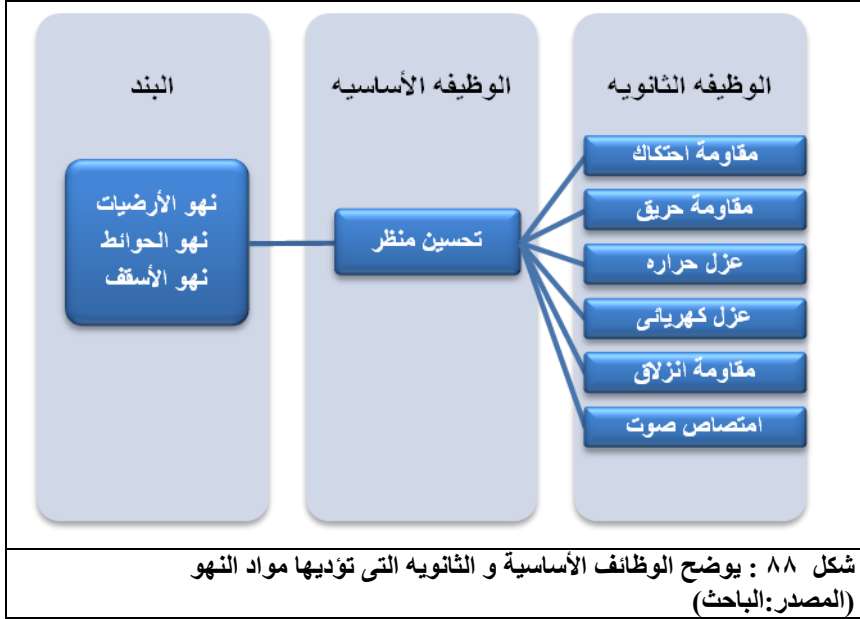 الوظيفه الثانويه
الوظيفه الأساسيه
البند
مقاومة احتكاك
مقاومة حريق
عزل حراره
عزل كهربائى
مقاومة انزلاق
امتصاص صوت
تحسين منظر
نهو الأرضيات
نهو الحوائط
نهو الأسقف
شكل ٨٨ : يوضح الوظائف الأساسية و الثانويه التى تؤديها مواد النهو
(المصدر:الباحث)